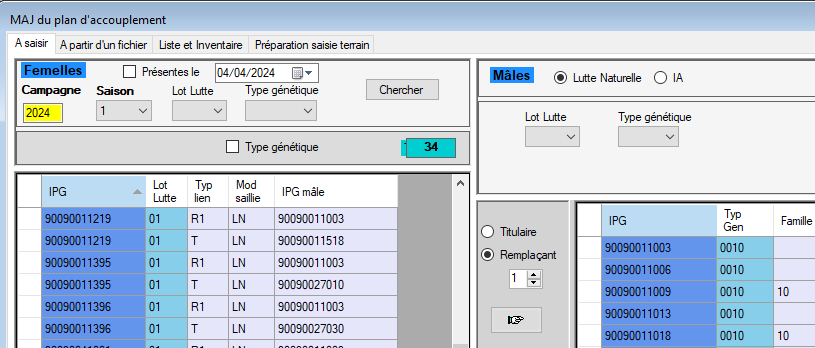 MAJ du plan d'accouplement
A saisir
A partir d'un fichier
Liste et Inventaire
Préparation saisie terrain
Femelles
Présentes le
04/04/2024
Campagne
Saison
Lot Lutte
Type génétique
2024
1
Chercher
Type génétique
34
IPG
Lot Lutte
Typ lien
Mod saillie
IPG mâle
90090011219 01 R1 LN 90090011003
90090011219 01 T LN 90090011518
90090011395 01 R1 LN 90090011003
90090011395 01 T LN 90090027010
90090011396 01 R1 LN 90090011003
90090011396 01 T LN 90090027030
Mâles
Lutte Naturelle
IA
Lot Lutte
Type génétique
Titulaire
Remplaçant
1
IPG
Typ Gen
Famille
90090011003 0010
90090011006 0010
90090011009 0010 10
90090011013 0010
90090011018 0010 10